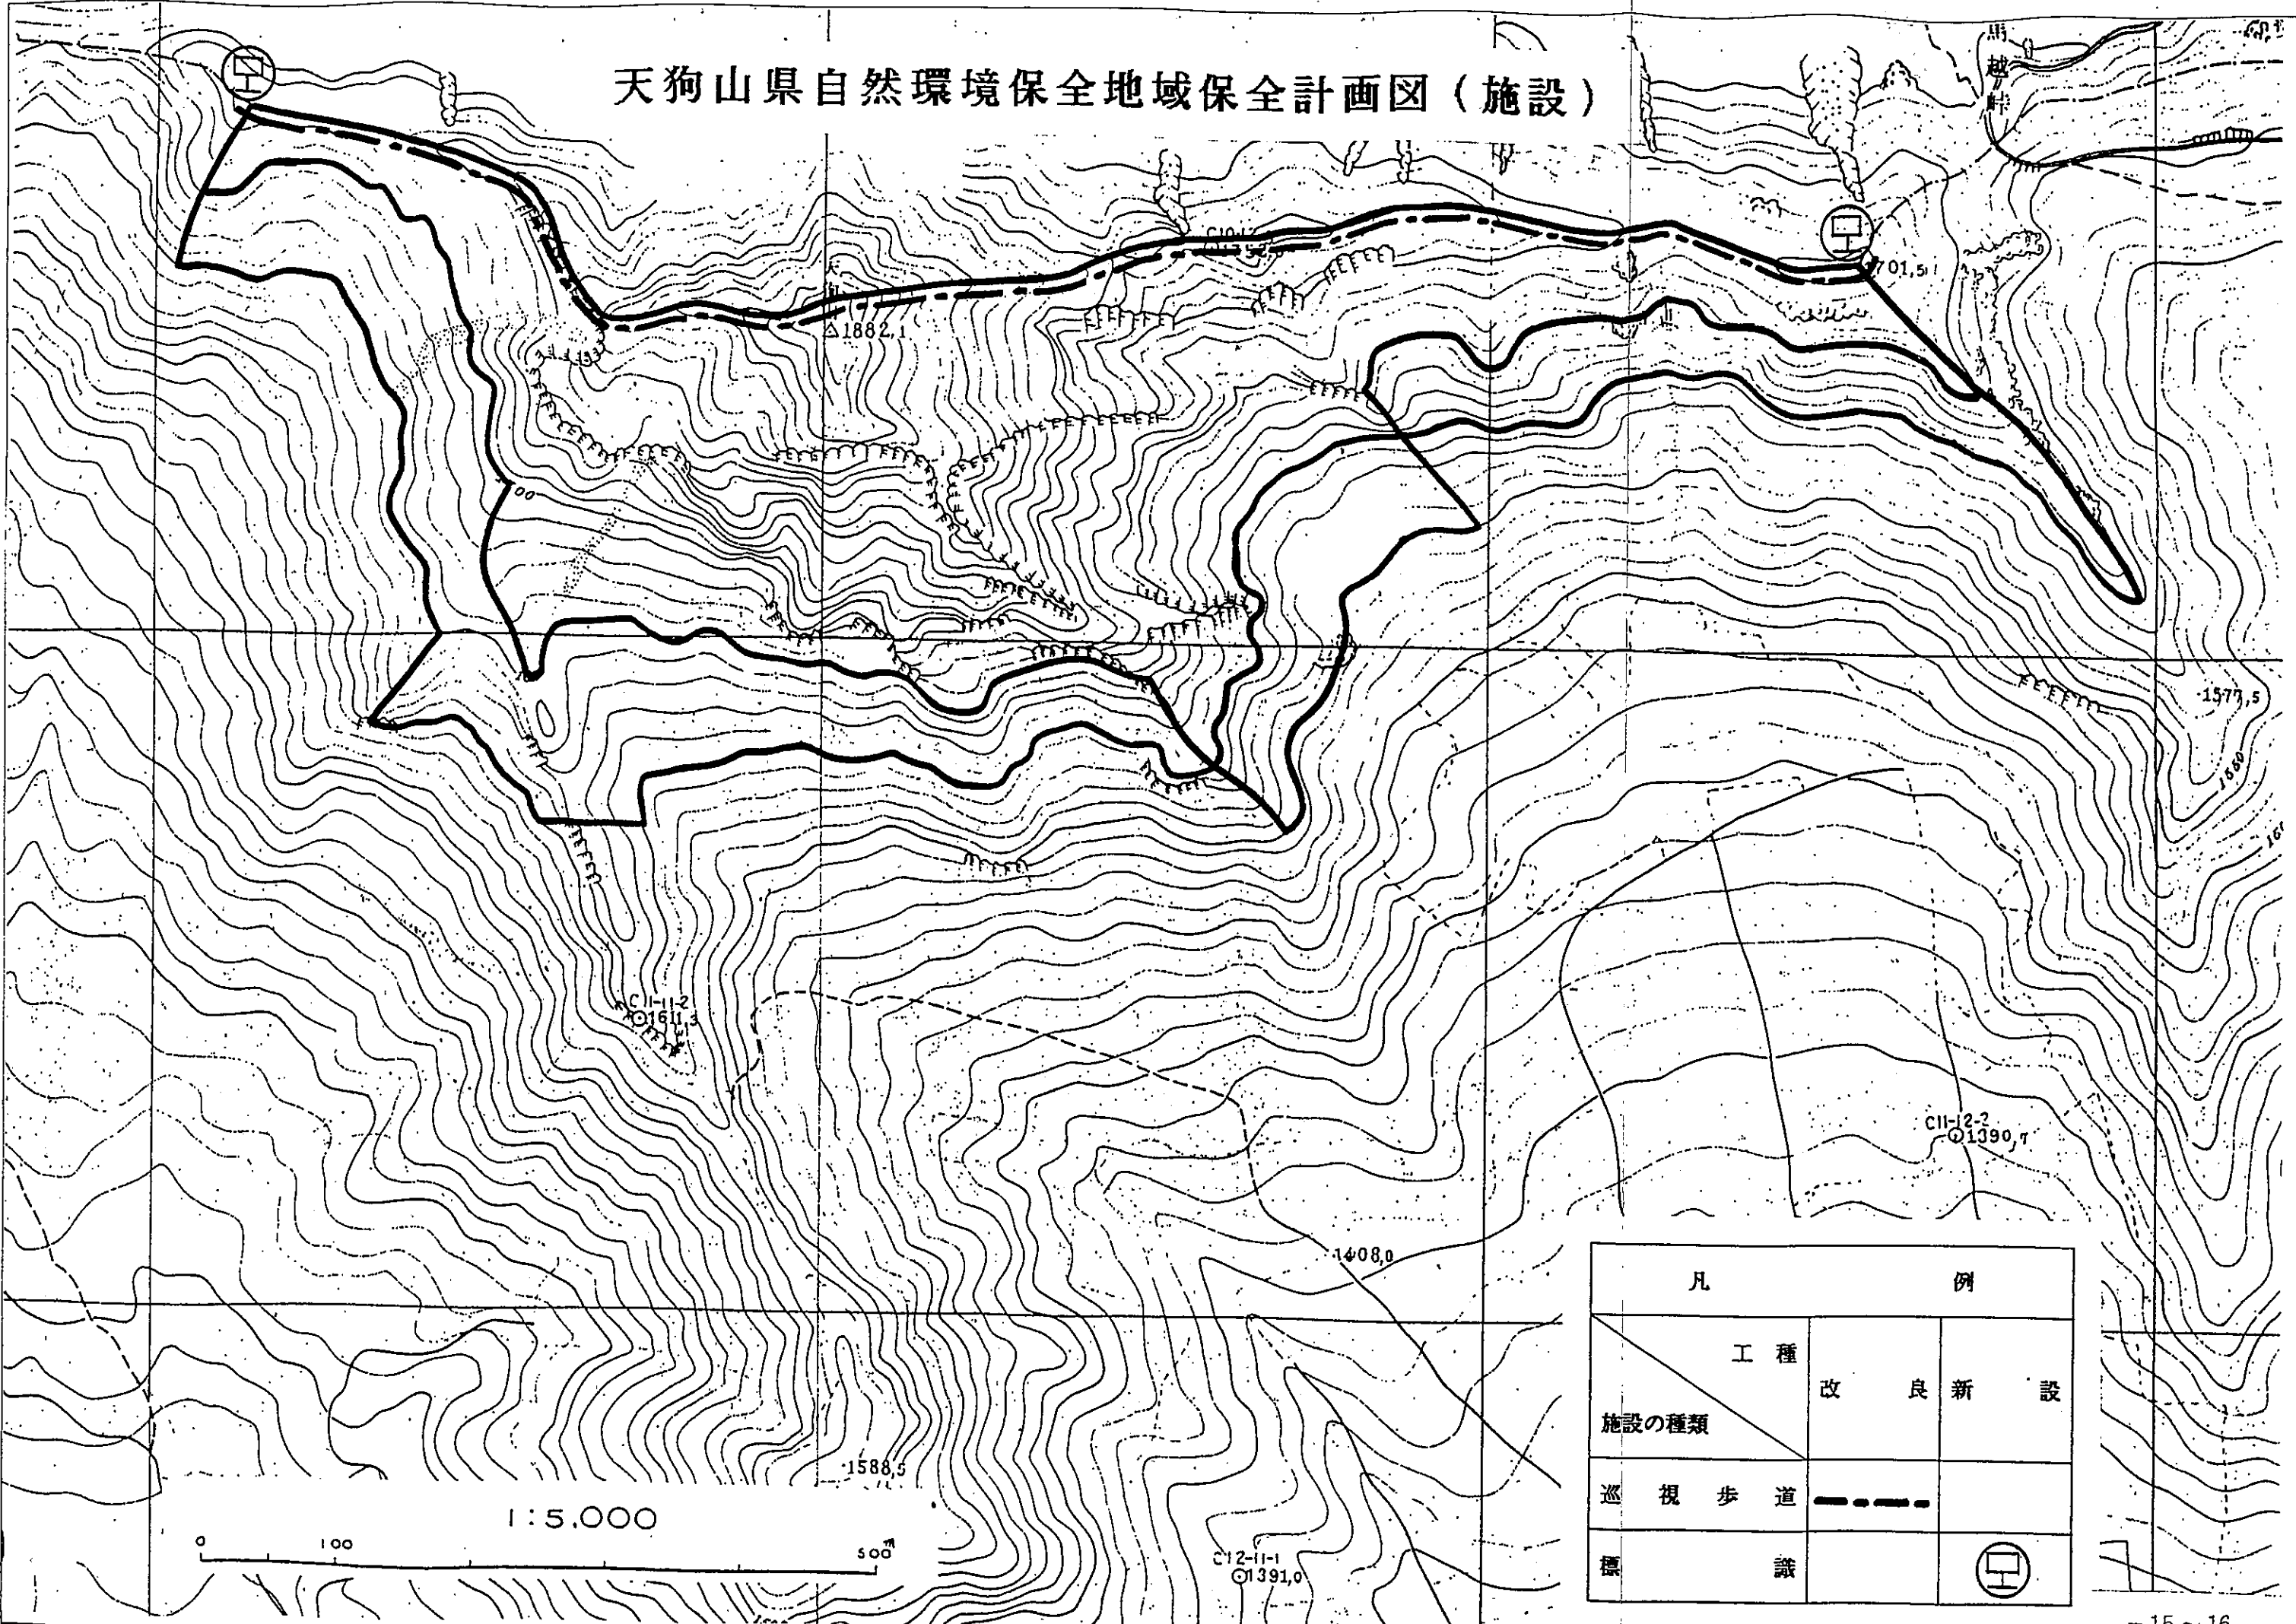 天狗山県自然環境保全地域保全計画図(施設)
馬越峠
1701,5
△1882,1
1577,5
C11-11-2
1611,3
C11-12-2
1390,7
1408,0
1588,5
C12-11-1
1391,0
1:5,000
0 100 500m
凡例
工種
改良 新設
施設の種類
巡視歩道
標識
15~16